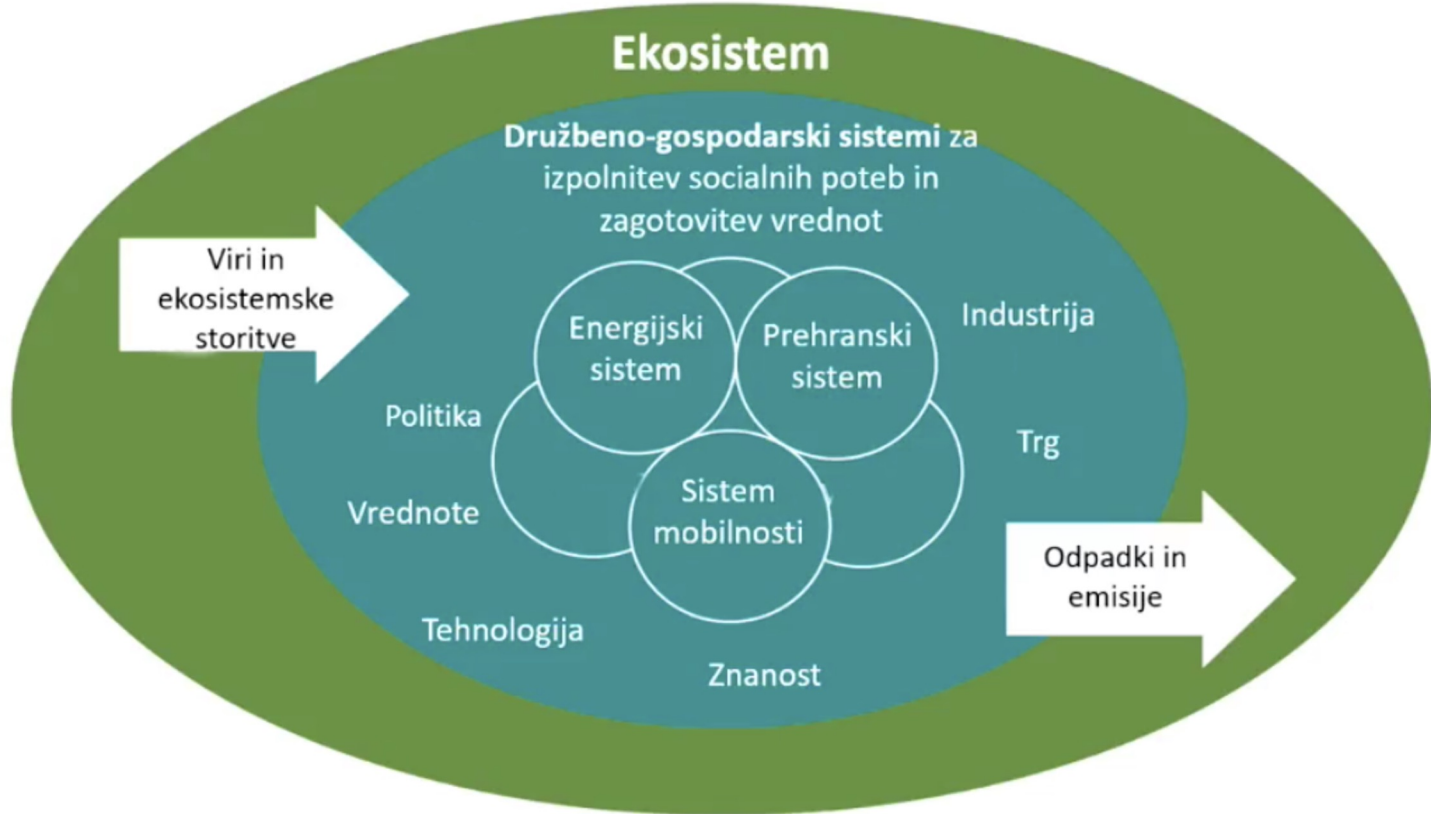 Ekosistem
Družbeno-gospodarski sistemi za
izpolnitev socialnih poteb in
zagotovitev vrednot
Viri in
ekosistemske
storitve
Energijski
sistem
Prehranski
sistem
Industrija
Politika
Trg
Sistem
mobilnosti
Vrednote
Odpadki in
emisije
Tehnologija
Znanost